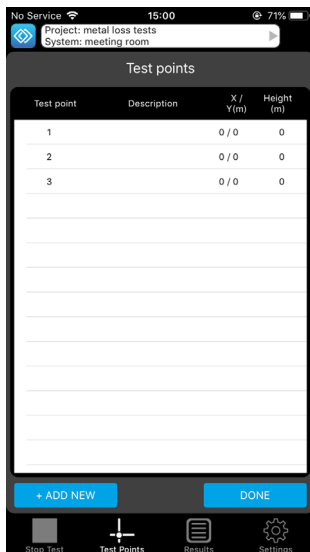 No Service 15:00 71%
Project: metal loss tests
System: meeting room
Test points
Test point Description X / Y(m) Height (m)
1 0 / 0 0
2 0 / 0 0
3 0 / 0 0
+ ADD NEW DONE
Stop Test Test Points Results Settings